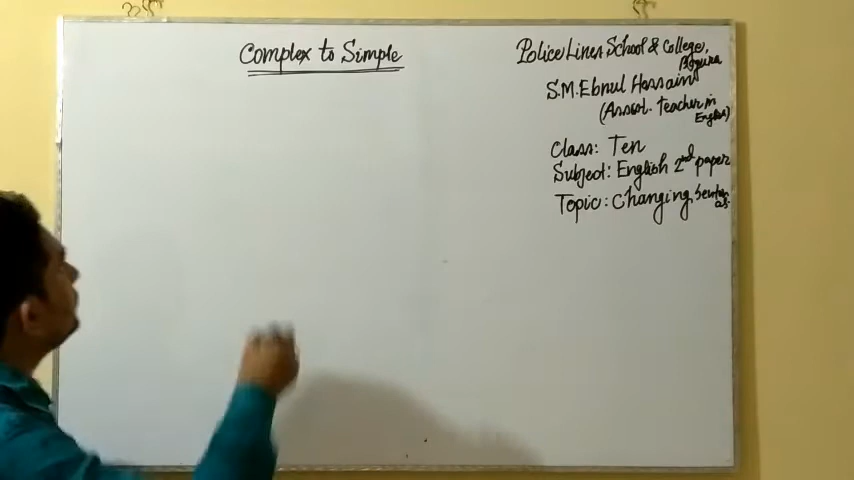 Complex to Simple
Police Lines School & College,
Bogura
S.M. Ebnul Hossain
(Assist. Teacher in
English)
Class: Ten
Subject: English 2nd paper
Topic: Changing